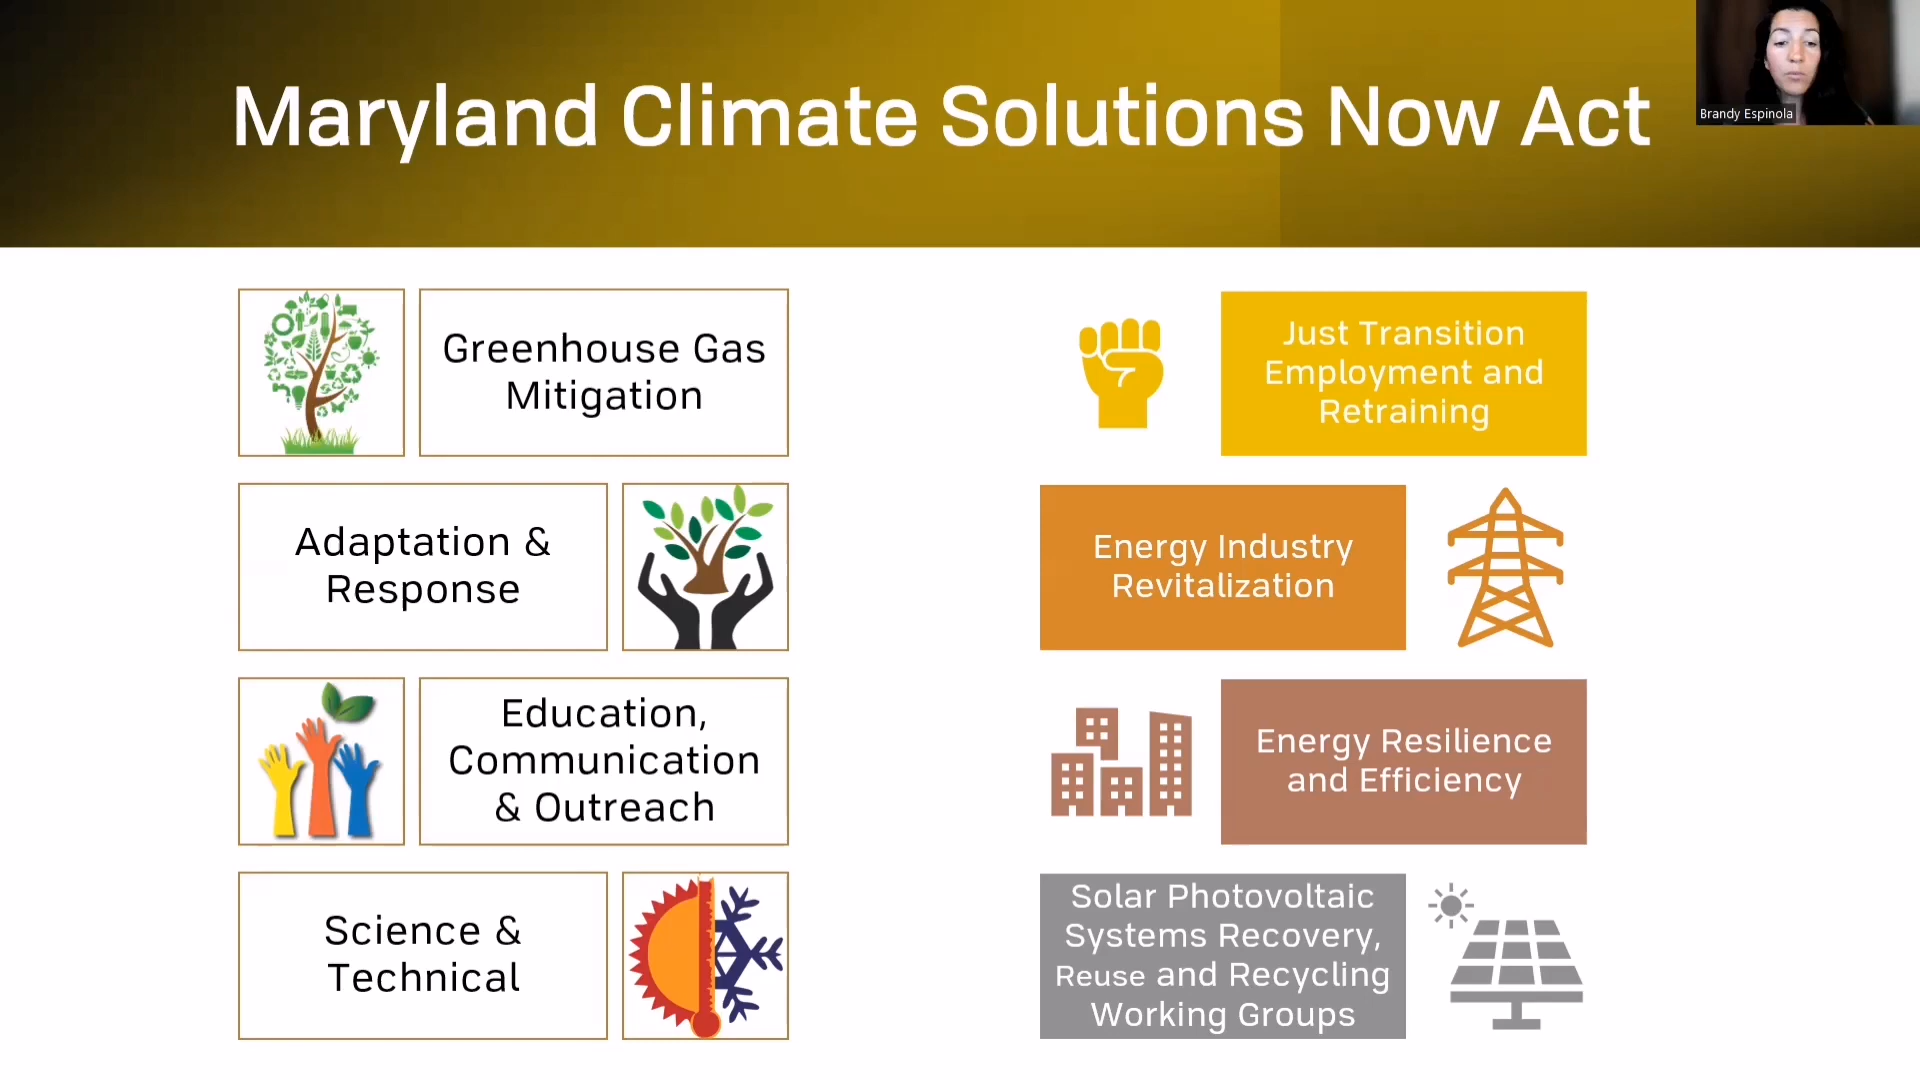 Maryland Climate Solutions Now Act
Brandy Espinola
Greenhouse Gas
Mitigation
Adaptation &
Response
Education,
Communication
& Outreach
Science &
Technical
Just Transition
Employment and
Retraining
Energy Industry
Revitalization
Energy Resilience
and Efficiency
Solar Photovoltaic
Systems Recovery,
Reuse and Recycling
Working Groups